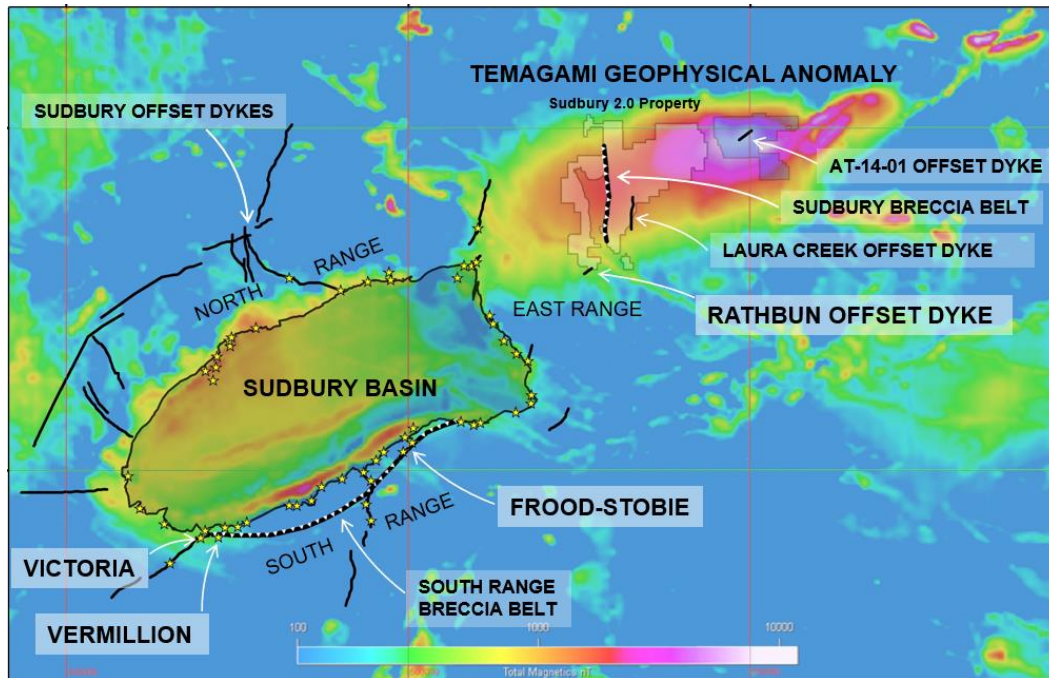 TEMAGAMI GEOPHYSICAL ANOMALY
Sudbury 2.0 Property
SUDBURY OFFSET DYKES
AT-14-01 OFFSET DYKE
SUDBURY BRECCIA BELT
LAURA CREEK OFFSET DYKE
RATHBUN OFFSET DYKE
NORTH RANGE
EAST RANGE
SUDBURY BASIN
FROOD-STOBIE
SOUTH RANGE
VICTORIA
SOUTH RANGE
BRECCIA BELT
VERMILLION
100 1000 10000
Total Magnetics nT